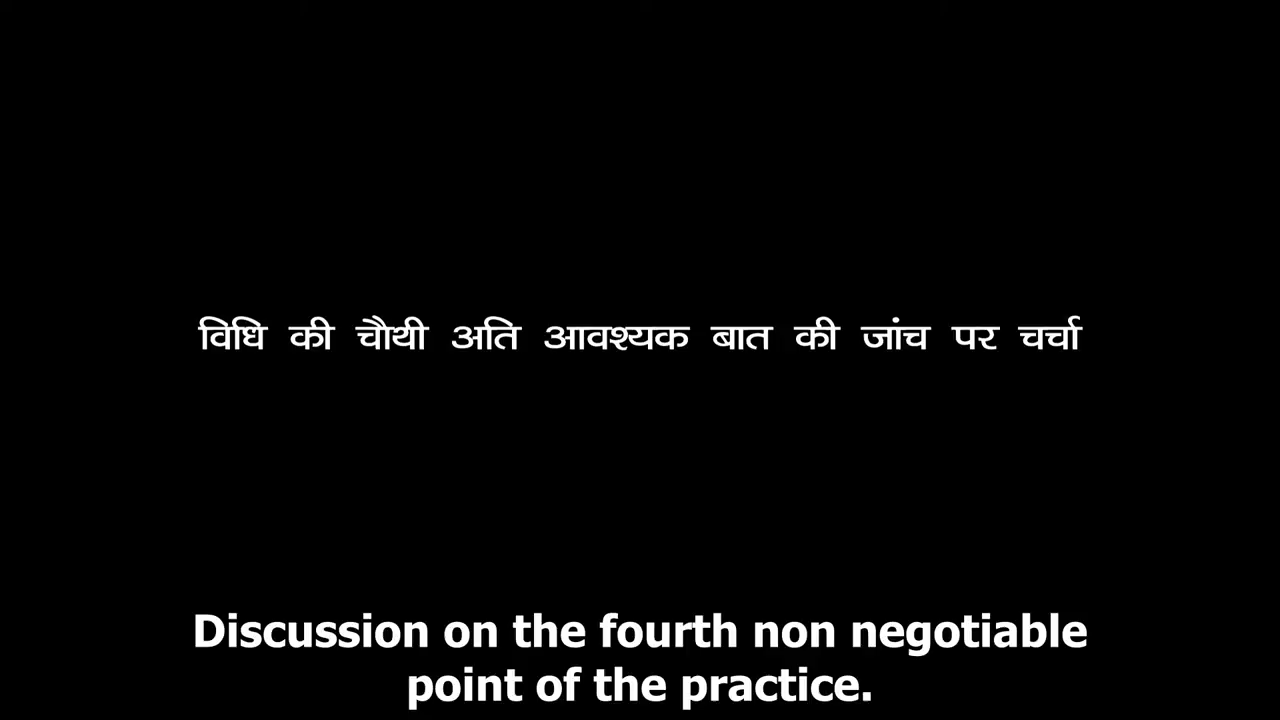 विधि की चौथी अति आवश्यक बात की जांच पर चर्चा
Discussion on the fourth non negotiable
point of the practice.